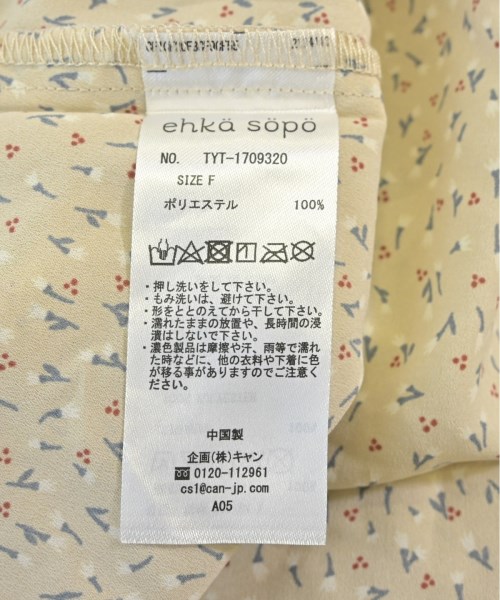 ehkä söpö
NO. TYT-1709320
SIZE F
ポリエステル 100%
・押し洗いをして下さい。
・もみ洗いは、避けて下さい。
・形をととのえてから干して下さい。
・濡れたままの放置や、長時間の浸
漬はしないで下さい。
・濃色製品は摩擦や汗、雨等で濡れ
た時などに、他の衣料や下着に色
が移る事がありますのでご注意下
さい。
中国製
企画(株)キャン
0120-112961
cs1@can-jp.com
A05